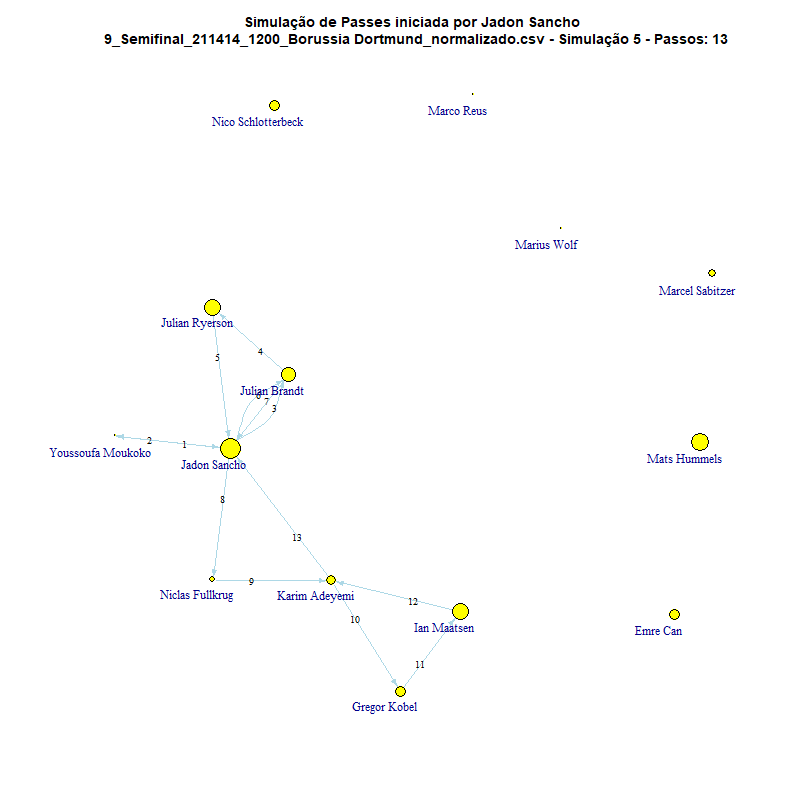 Simulação de Passes iniciada por Jadon Sancho
9_Semifinal_211414_1200_Borussia Dortmund_normalizado.csv - Simulação 5 - Passos: 13
Marco Reus
Nico Schlotterbeck
Marius Wolf
Marcel Sabitzer
Julian Ryerson
4
5
Julian Brandt
6
7
3
2
1
Youssoufa Moukoko
Jadon Sancho
Mats Hummels
8
13
9
Niclas Fullkrug
Karim Adeyemi
12
10
Ian Maatsen
Emre Can
11
Gregor Kobel